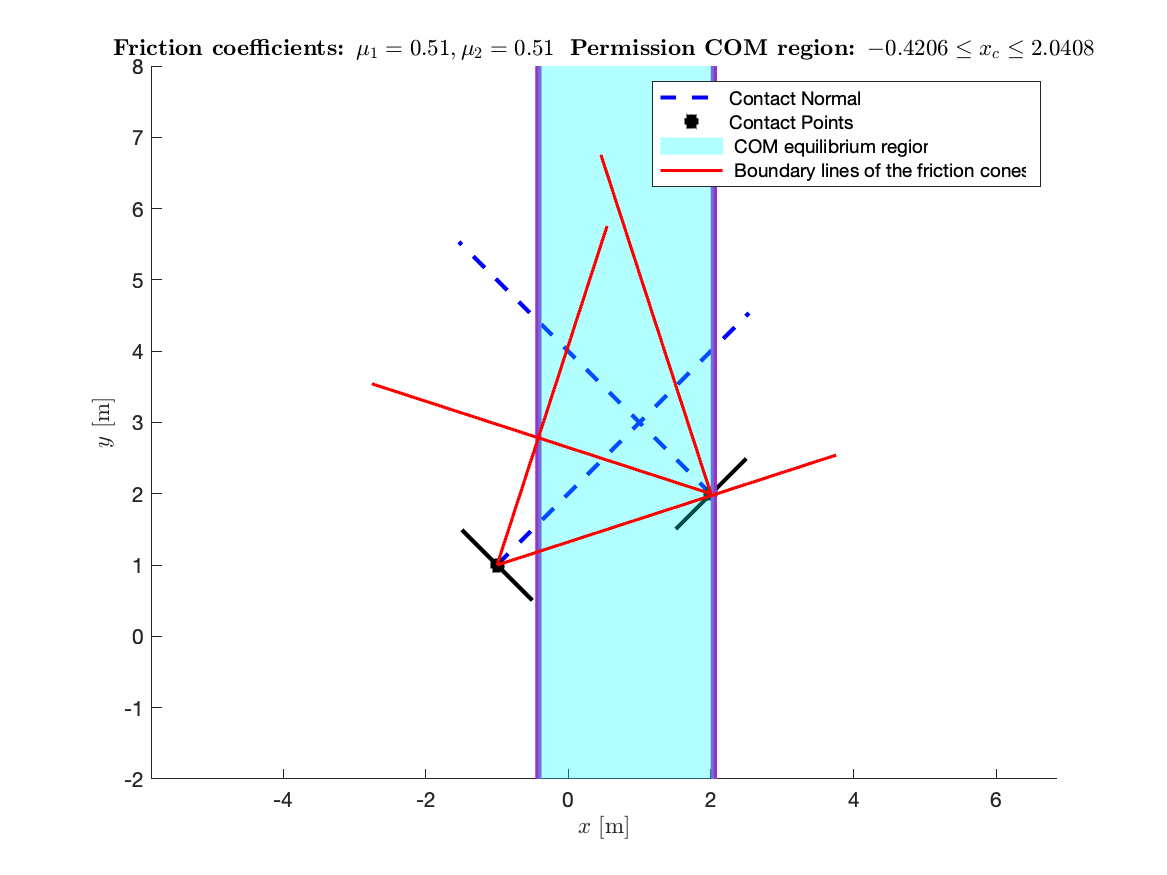 Friction coefficients: μ₁ = 0.51, μ₂ = 0.51 Permission COM region: −0.4206 ≤ x_c ≤ 2.0408
8
Contact Normal
Contact Points
COM equilibrium region
Boundary lines of the friction cones
7
6
5
4
3
2
1
0
-1
-2
y [m]
-4 -2 0 2 4 6
x [m]